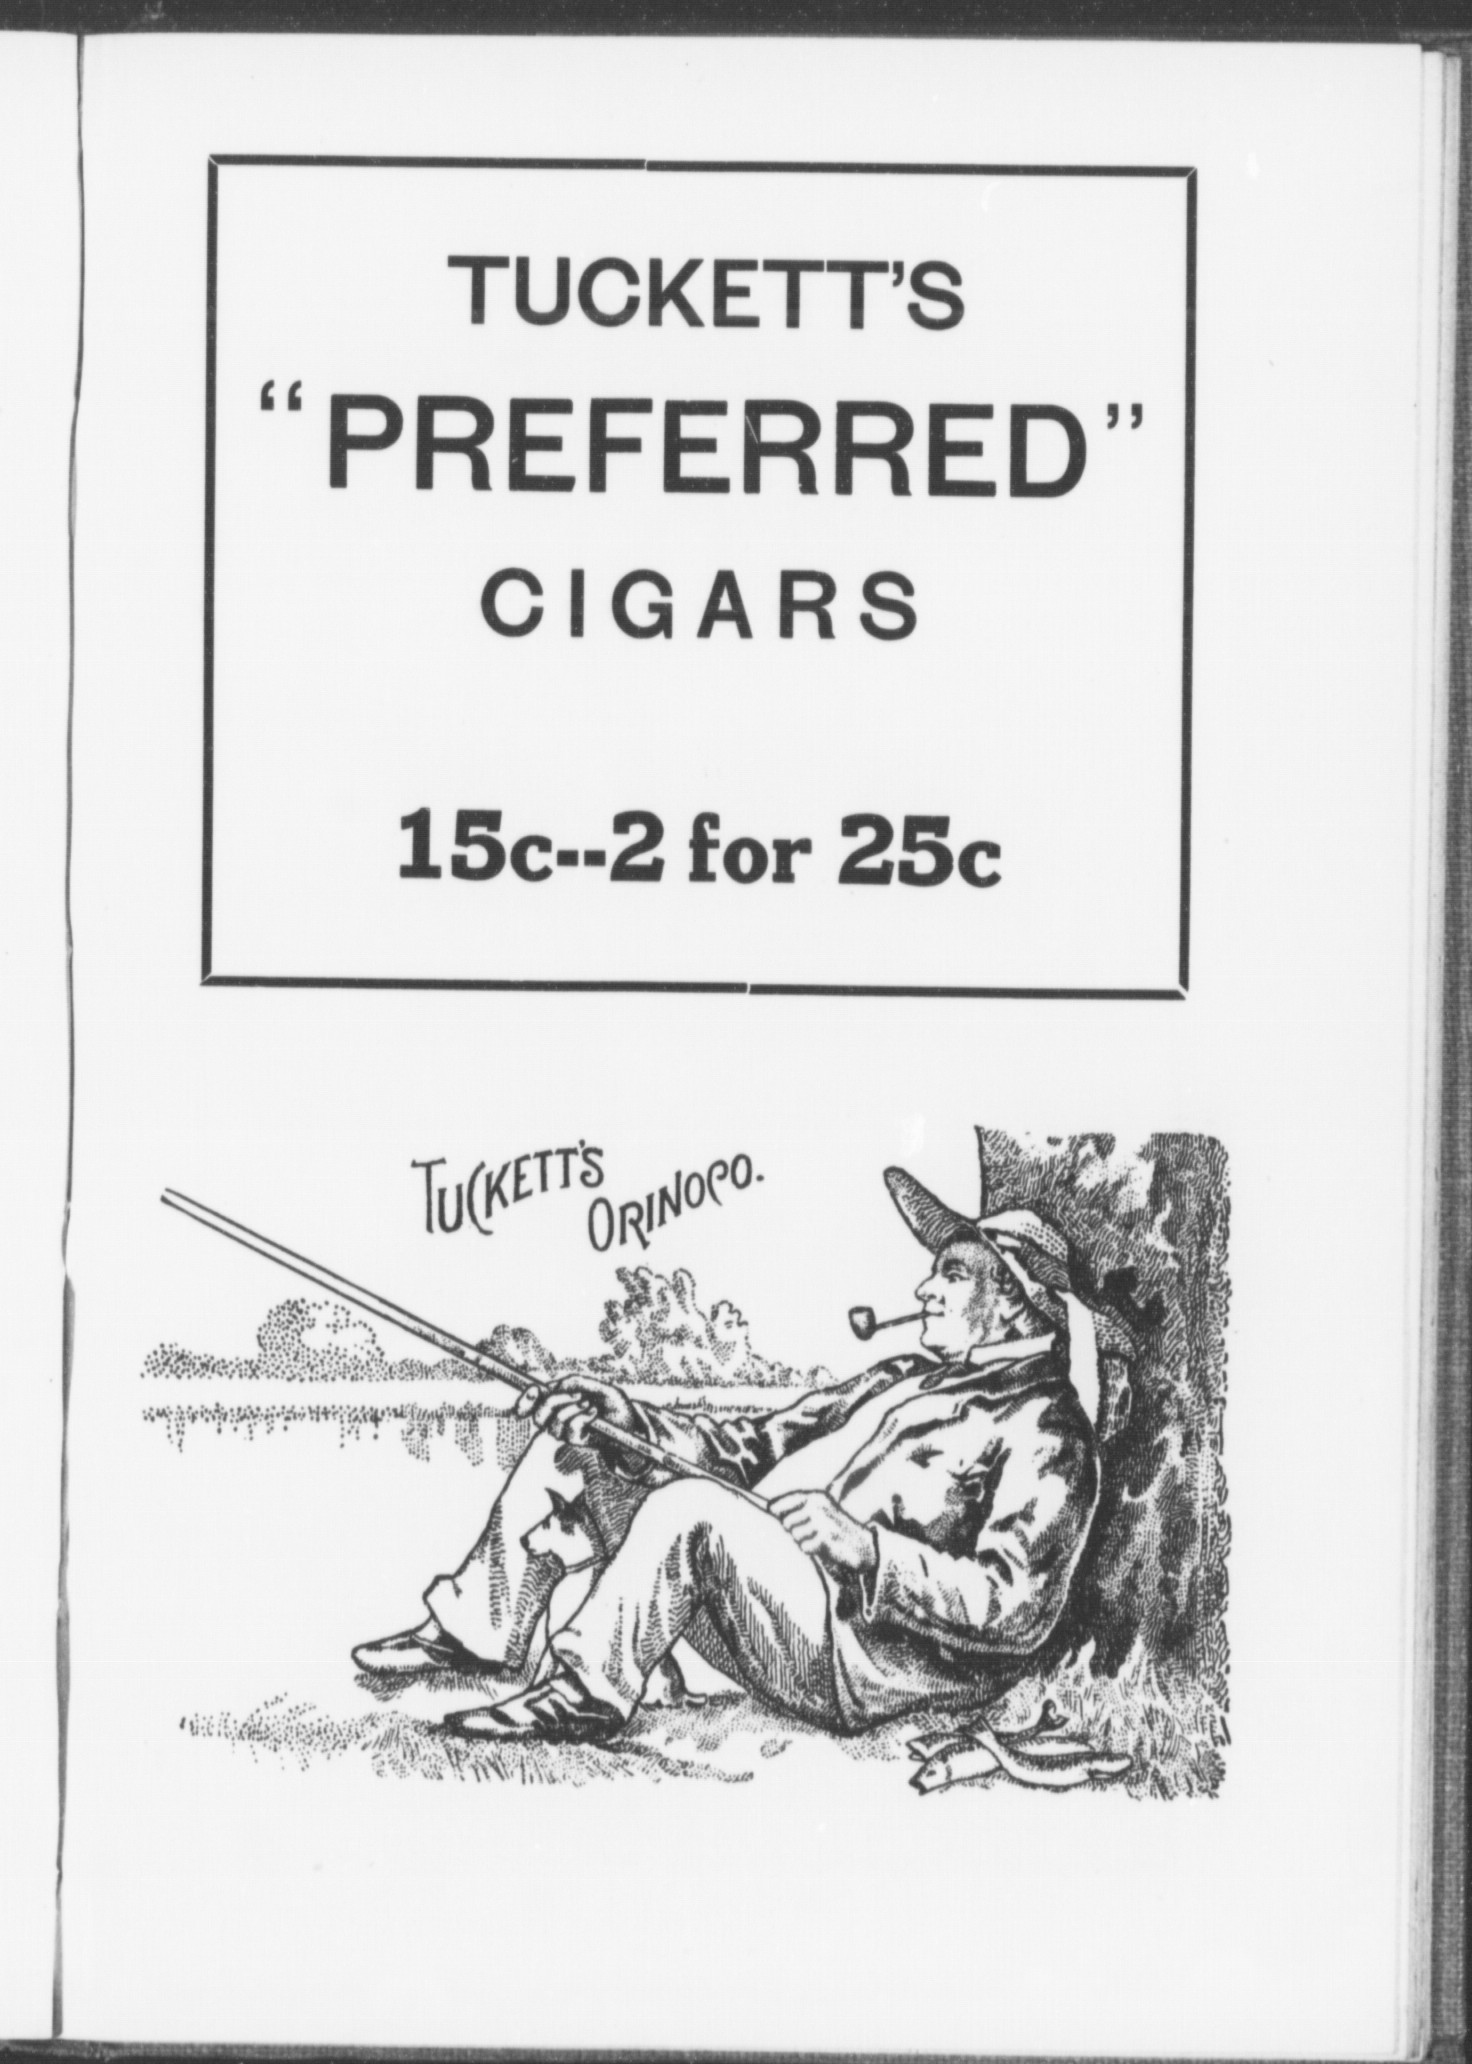 TUCKETT'S
“PREFERRED”
CIGARS
15c--2 for 25c
TUCKETT'S
ORINOCO.